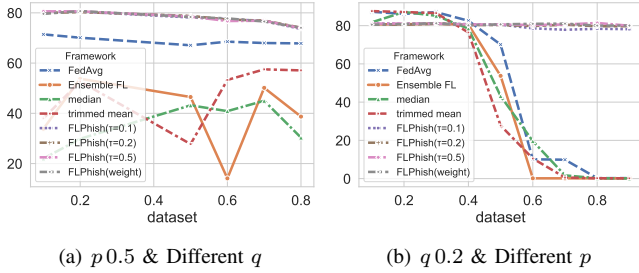 80
60
40
20
Framework
FedAvg
Ensemble FL
median
trimmed mean
FLPhish(τ=0.1)
FLPhish(τ=0.2)
FLPhish(τ=0.5)
FLPhish(weight)
0.2 0.4 0.6 0.8
dataset
(a) p 0.5 & Different q
80
60
40
20
0
Framework
FedAvg
Ensemble FL
median
trimmed mean
FLPhish(τ=0.1)
FLPhish(τ=0.2)
FLPhish(τ=0.5)
FLPhish(weight)
0.2 0.4 0.6 0.8
dataset
(b) q 0.2 & Different p